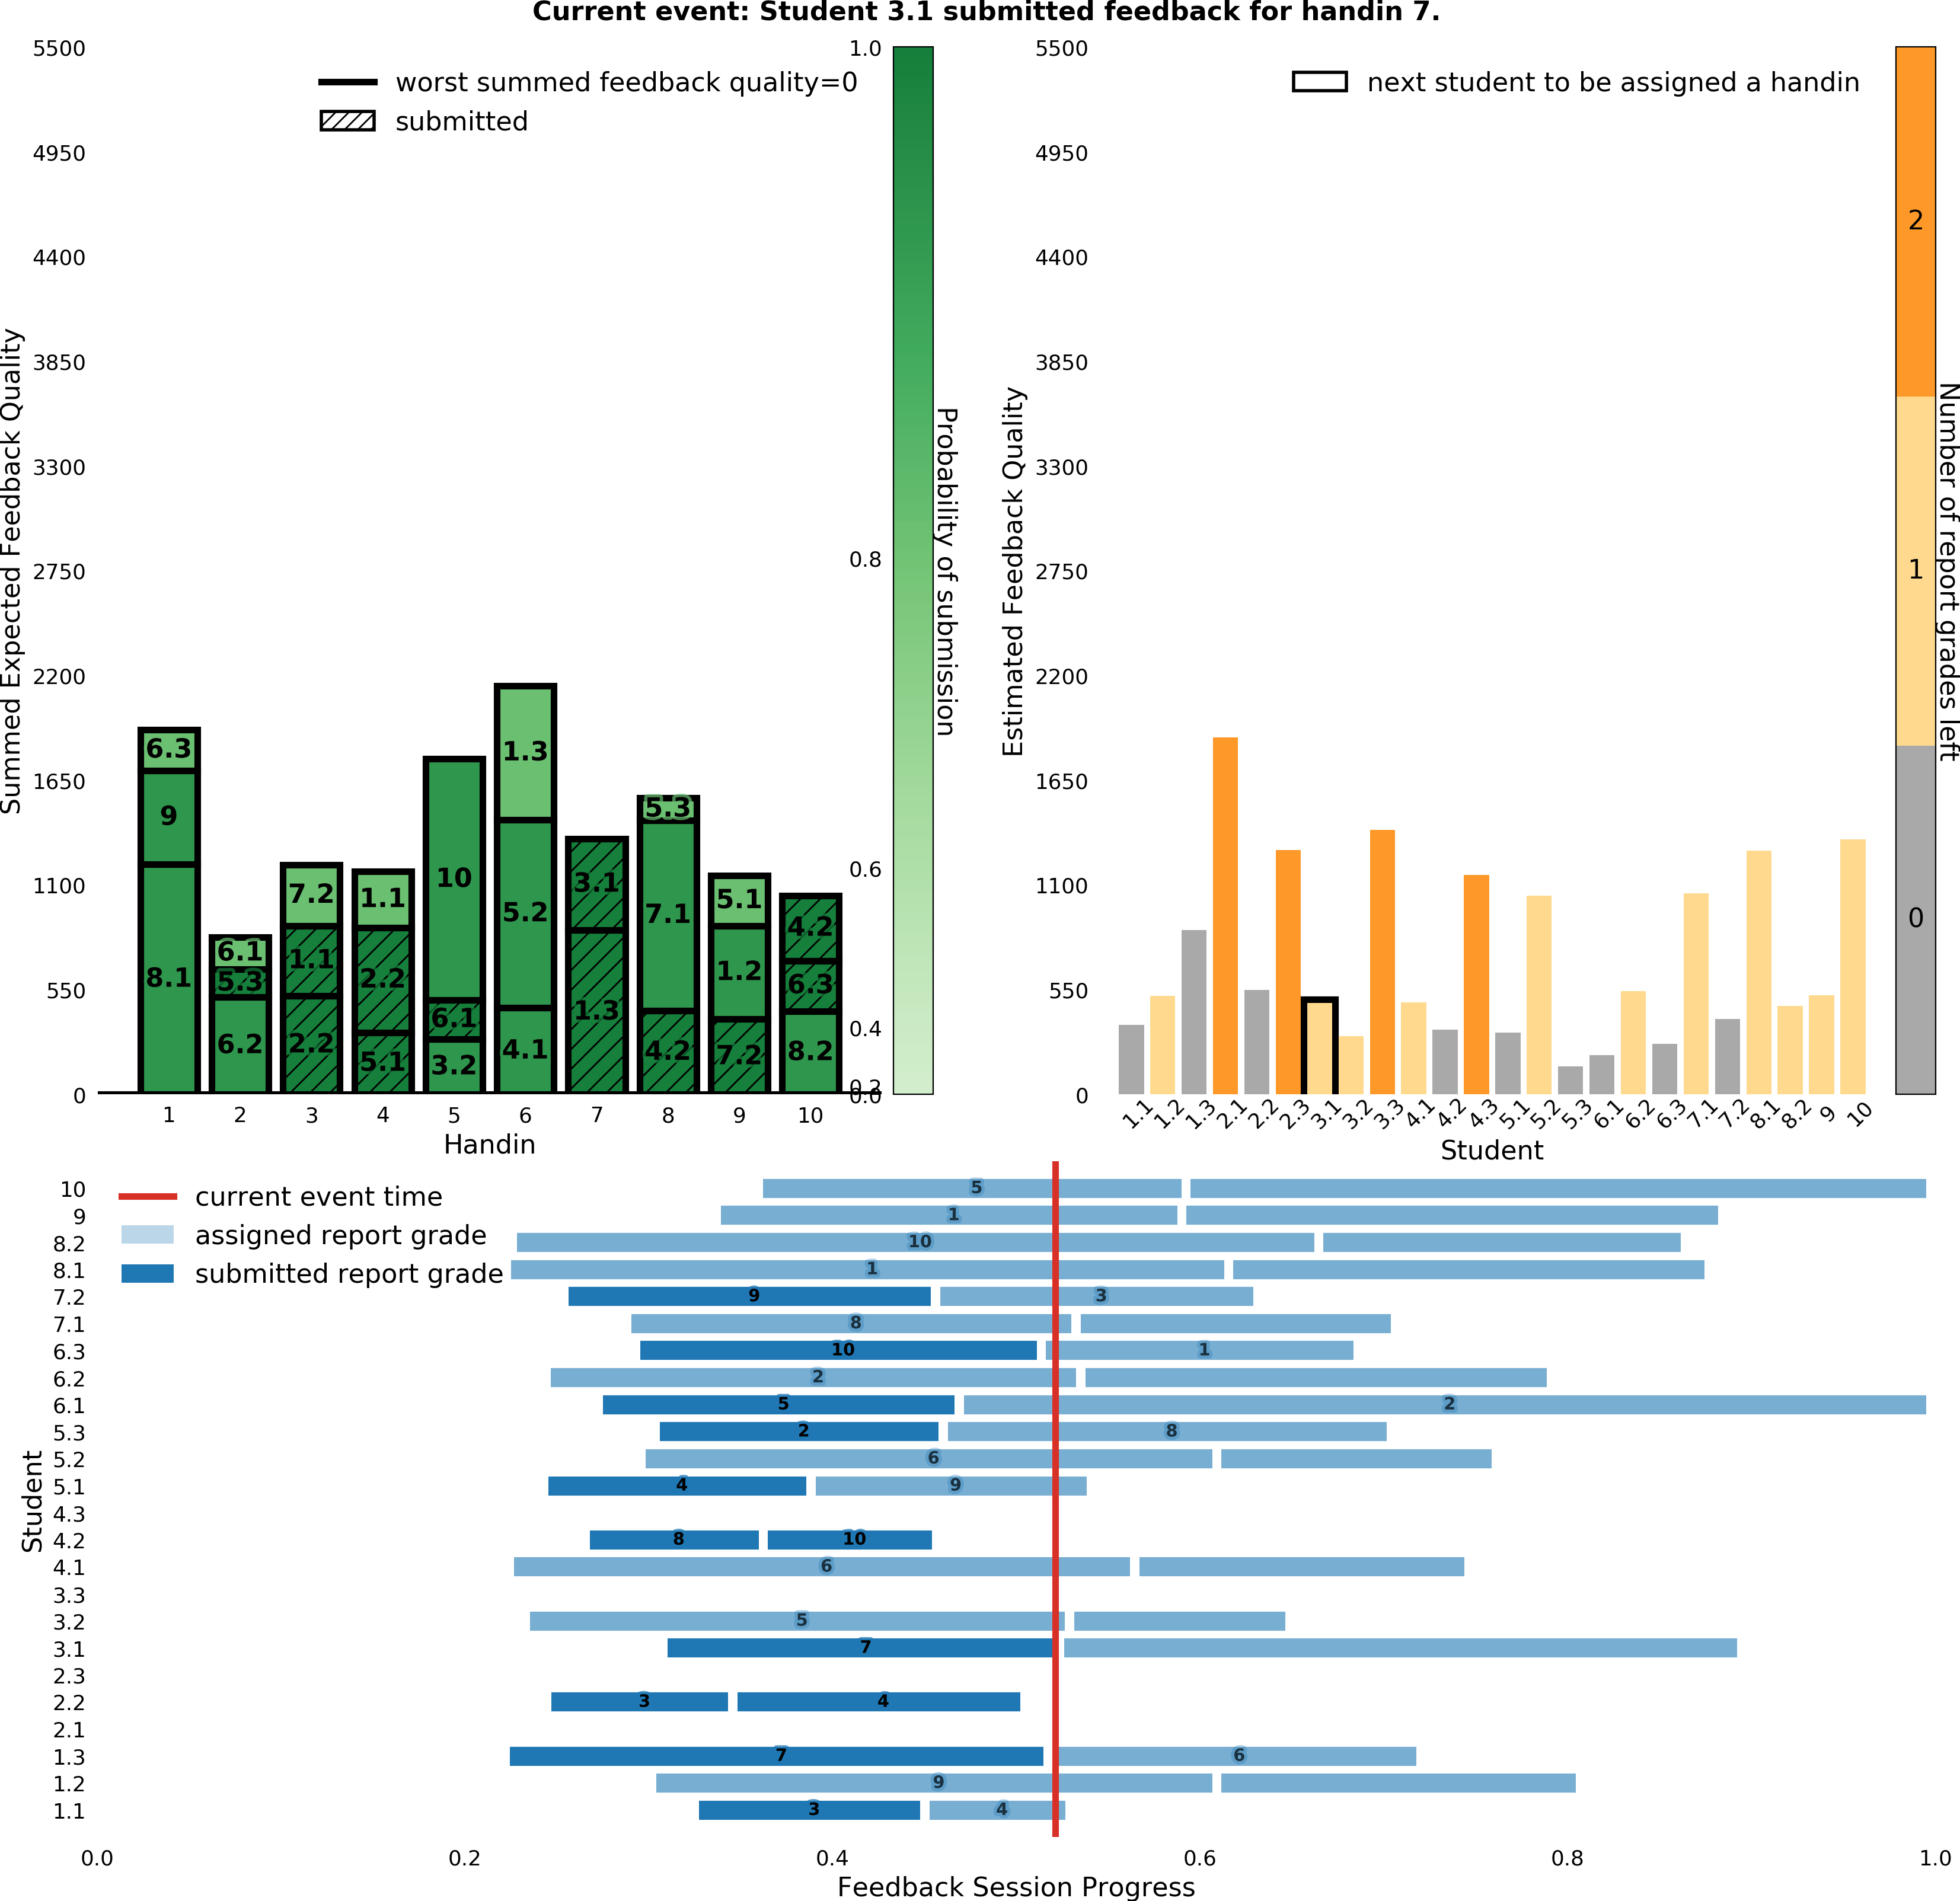 Current event: Student 3.1 submitted feedback for handin 7.
Summed Expected Feedback Quality
5500
4950
4400
3850
3300
2750
2200
1650
1100
550
0
worst summed feedback quality=0
submitted
6.3
9
8.1
6.1
5.3
6.2
7.2
1.1
2.2
1.1
2.2
5.1
10
6.1
3.2
1.3
5.2
4.1
3.1
1.3
5.3
7.1
4.2
5.1
1.2
7.2
4.2
6.3
8.2
1 2 3 4 5 6 7 8 9 10
Handin
1.0
0.8
0.6
0.4
0.2
0.0
Probability of submission
Estimated Feedback Quality
5500
4950
4400
3850
3300
2750
2200
1650
1100
550
0
next student to be assigned a handin
1.1 1.2 1.3 2.1 2.2 2.3 3.1 3.2 3.3 4.1 4.2 4.3 5.1 5.2 5.3 6.1 6.2 6.3 7.1 7.2 8.1 8.2 9 10
Student
2
1
0
Number of report grades left
current event time
assigned report grade
submitted report grade
Student
10 5
9 1
8.2 10
8.1 1
7.2 9 3
7.1 8
6.3 10 1
6.2 2
6.1 5 2
5.3 2 8
5.2 6
5.1 4 9
4.3
4.2 8 10
4.1 6
3.3
3.2 5
3.1 7
2.3
2.2 3 4
2.1
1.3 7 6
1.2 9
1.1 3 4
0.0 0.2 0.4 0.6 0.8 1.0
Feedback Session Progress